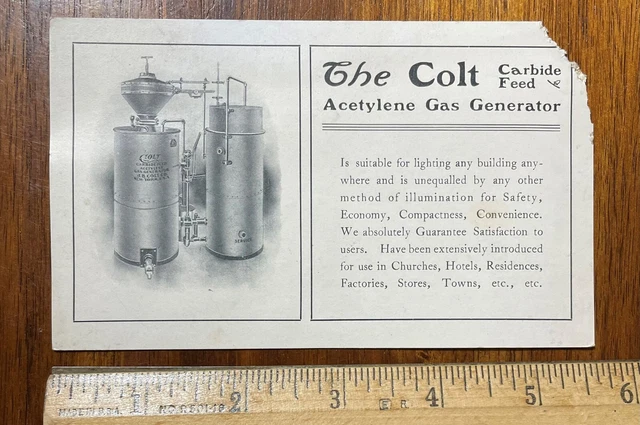 The Colt Carbide
Feed
Acetylene Gas Generator
Is suitable for lighting any building any-
where and is unequalled by any other
method of illumination for Safety,
Economy, Compactness, Convenience.
We absolutely Guarantee Satisfaction to
users. Have been extensively introduced
for use in Churches, Hotels, Residences,
Factories, Stores, Towns, etc., etc.
COLT
2 3 4 5 6